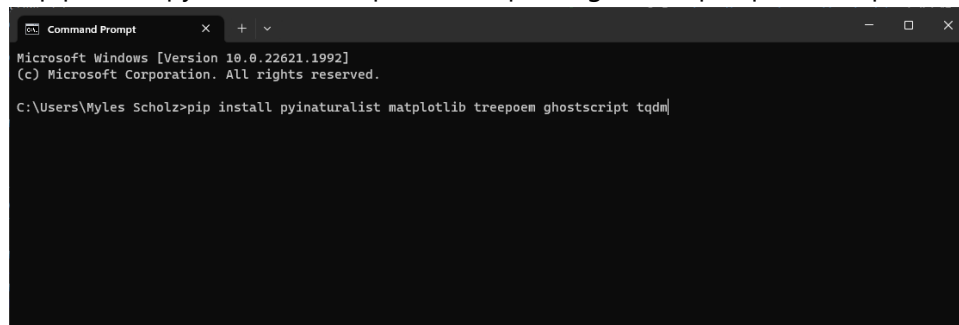 Command Prompt
Microsoft Windows [Version 10.0.22621.1992]
(c) Microsoft Corporation. All rights reserved.
C:\Users\Myles Scholz>pip install pyinaturalist matplotlib treepoem ghostscript tqdm